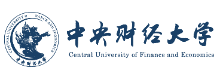 中央财经大学
Central University of Finance and Economics